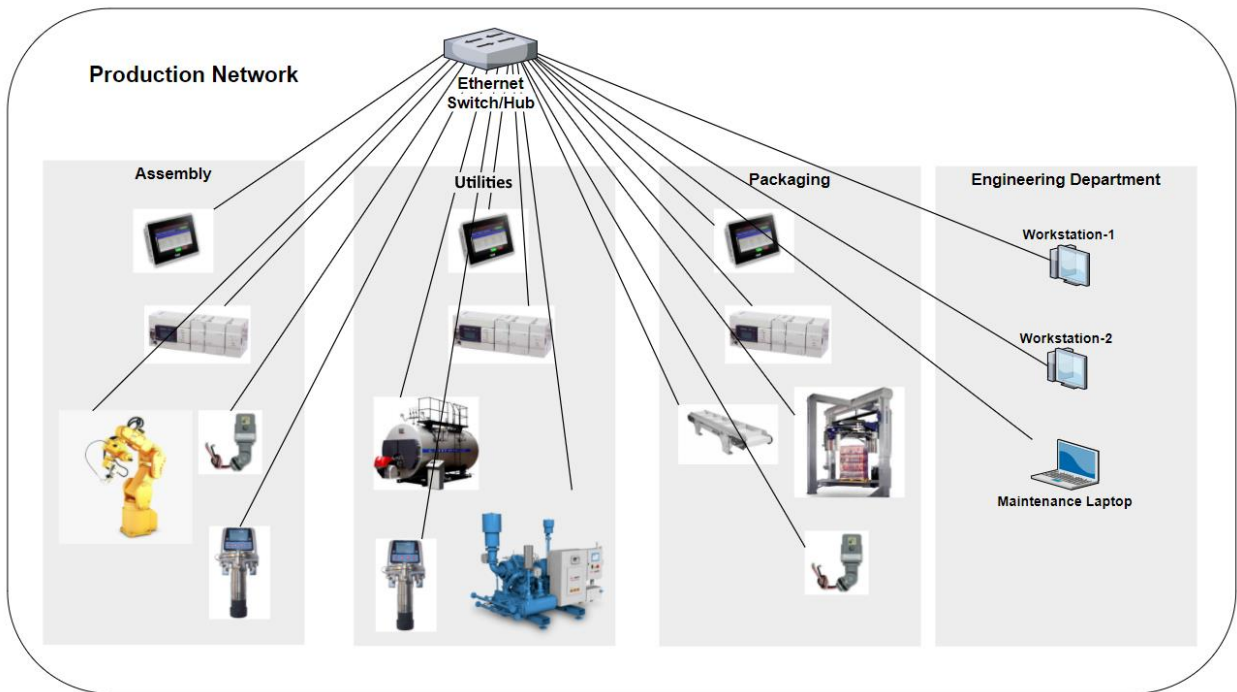 Production Network
Ethernet
Switch/Hub
Assembly
Utilities
Packaging
Engineering Department
Workstation-1
Workstation-2
Maintenance Laptop